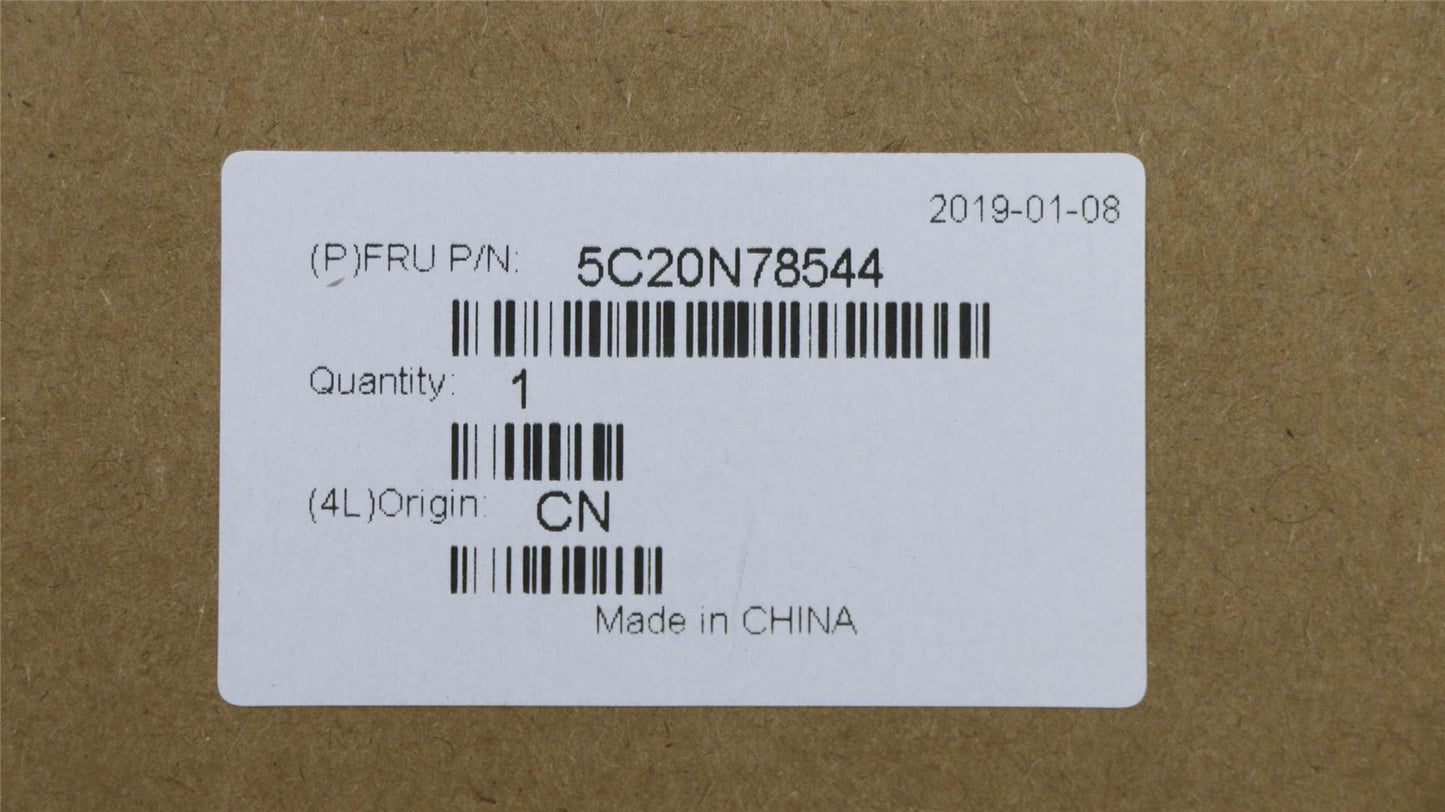 2019-01-08
(P)FRU P/N: 5C20N78544
Quantity: 1
(4L)Origin: CN
Made in CHINA